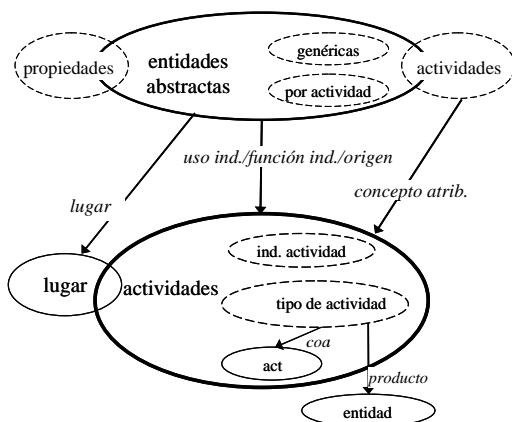 genéricas
propiedades
entidades
abstractas
actividades
por actividad
uso ind./función ind./origen
concepto atrib.
lugar
ind. actividad
lugar
actividades
tipo de actividad
coa
act
producto
entidad